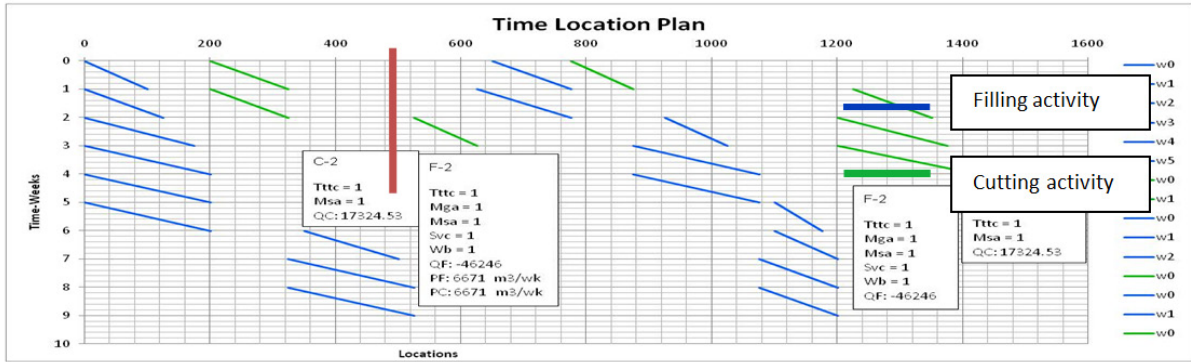 Time Location Plan
0 200 400 600 800 1000 1200 1400 1600
0
1
2
3
4
5
6
7
8
9
10
Time-Weeks
Locations
C-2
Tttc = 1
Msa = 1
QC: 17324.53
F-2
Tttc = 1
Mga = 1
Msa = 1
Svc = 1
Wb = 1
QF: -46246
PF: 6671 m3/wk
PC: 6671 m3/wk
Filling activity
Cutting activity
F-2
Tttc = 1
Mga = 1
Msa = 1
Svc = 1
Wb = 1
QF: -46246
Tttc = 1
Msa = 1
QC: 17324.53
w0
w1
w2
w3
w4
w5
w0
w1
w0
w1
w2
w0
w0
w1
w0